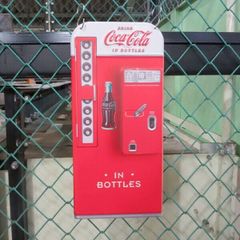 DRINK
Coca-Cola
IN BOTTLES
· IN ·
BOTTLES